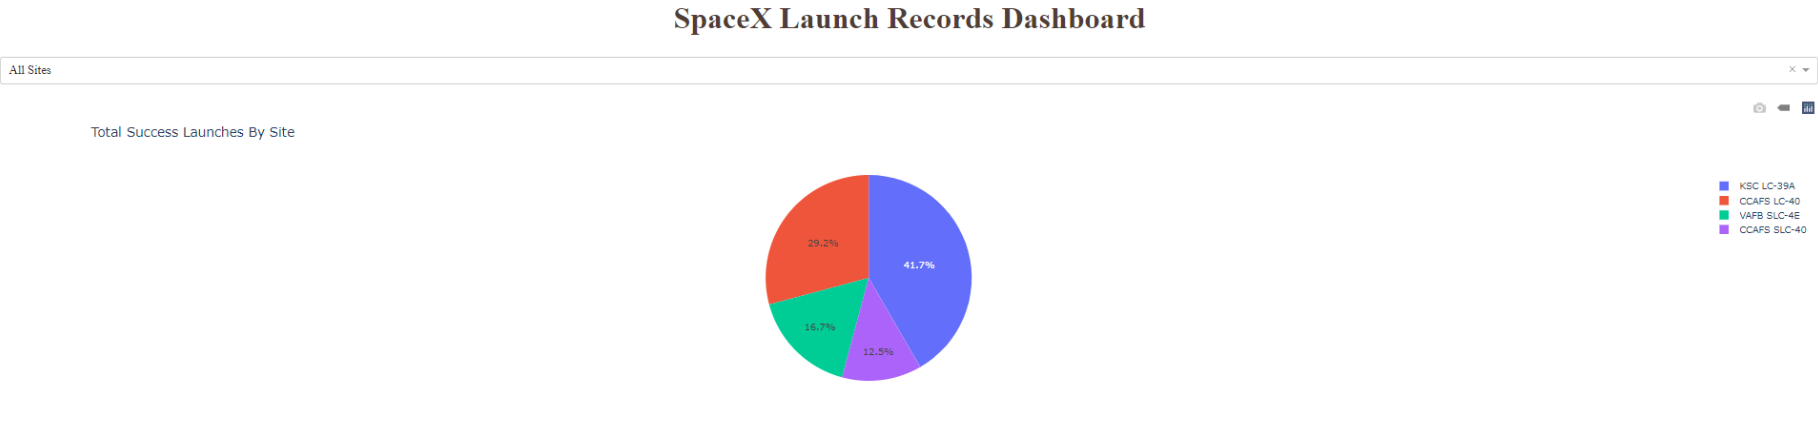 SpaceX Launch Records Dashboard
All Sites
Total Success Launches By Site
KSC LC-39A
CCAFS LC-40
VAFB SLC-4E
CCAFS SLC-40
29.2%
41.7%
16.7%
12.5%